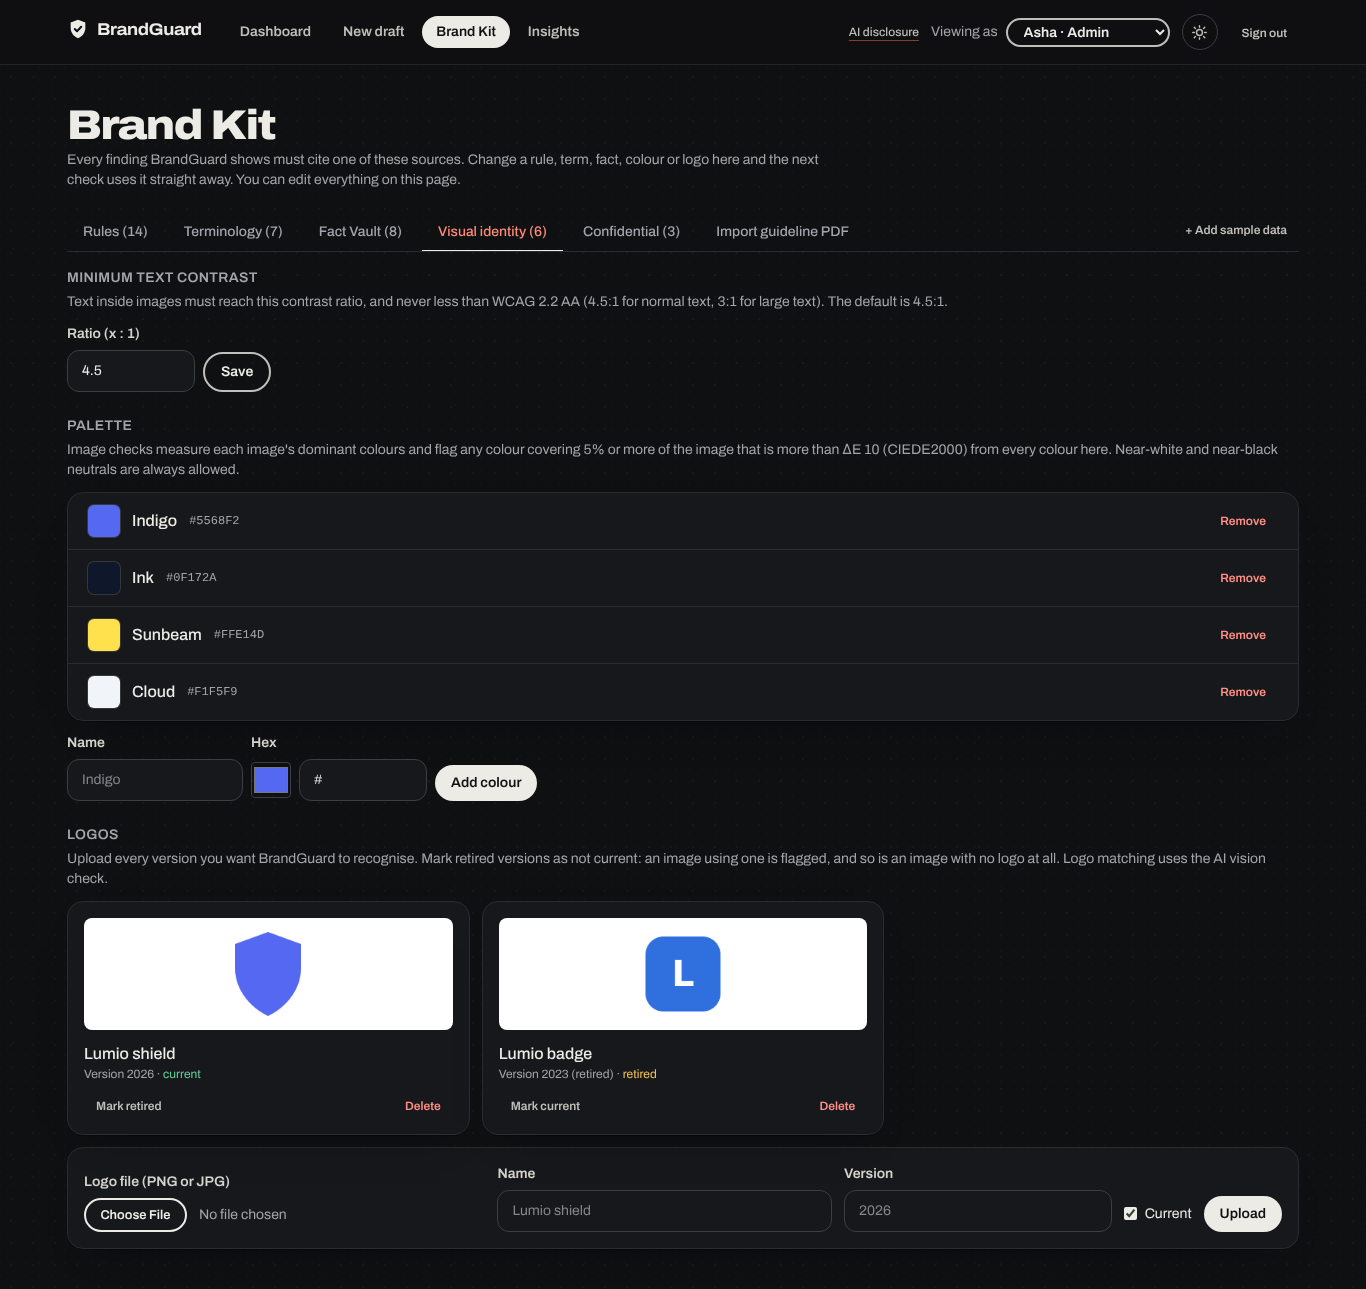 BrandGuard
Dashboard
New draft
Brand Kit
Insights
AI disclosure
Viewing as
Asha · Admin
Sign out
Brand Kit
Every finding BrandGuard shows must cite one of these sources. Change a rule, term, fact, colour or logo here and the next
check uses it straight away. You can edit everything on this page.
Rules (14)
Terminology (7)
Fact Vault (8)
Visual identity (6)
Confidential (3)
Import guideline PDF
+ Add sample data
MINIMUM TEXT CONTRAST
Text inside images must reach this contrast ratio, and never less than WCAG 2.2 AA (4.5:1 for normal text, 3:1 for large text). The default is 4.5:1.
Ratio (x : 1)
4.5
Save
PALETTE
Image checks measure each image's dominant colours and flag any colour covering 5% or more of the image that is more than ΔE 10 (CIEDE2000) from every colour here. Near-white and near-black
neutrals are always allowed.
Indigo #5568F2 Remove
Ink #0F172A Remove
Sunbeam #FFE14D Remove
Cloud #F1F5F9 Remove
Name
Hex
Indigo
#
Add colour
LOGOS
Upload every version you want BrandGuard to recognise. Mark retired versions as not current: an image using one is flagged, and so is an image with no logo at all. Logo matching uses the AI vision
check.
Lumio shield
Version 2026 · current
Mark retired
Delete
L
Lumio badge
Version 2023 (retired) · retired
Mark current
Delete
Logo file (PNG or JPG)
Choose File
No file chosen
Name
Lumio shield
Version
2026
Current
Upload